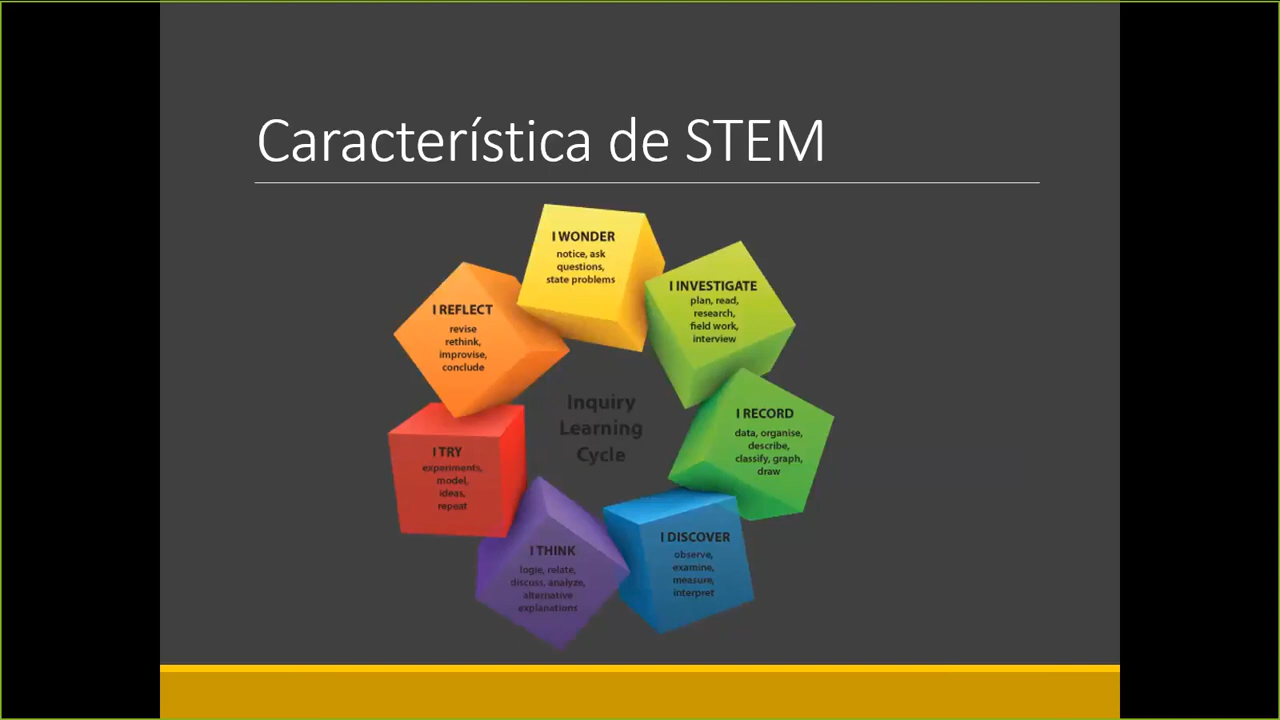 Característica de STEM
I WONDER
notice, ask
questions,
state problems
I INVESTIGATE
plan, read,
research,
field work,
interview
I RECORD
data, organise,
describe,
classify, graph,
draw
I DISCOVER
observe,
examine,
measure,
interpret
I THINK
logic, relate,
discuss, analyze,
alternative
explanations
I TRY
experiments,
model,
ideas,
repeat
I REFLECT
revise
rethink,
improvise,
conclude
Inquiry
Learning
Cycle